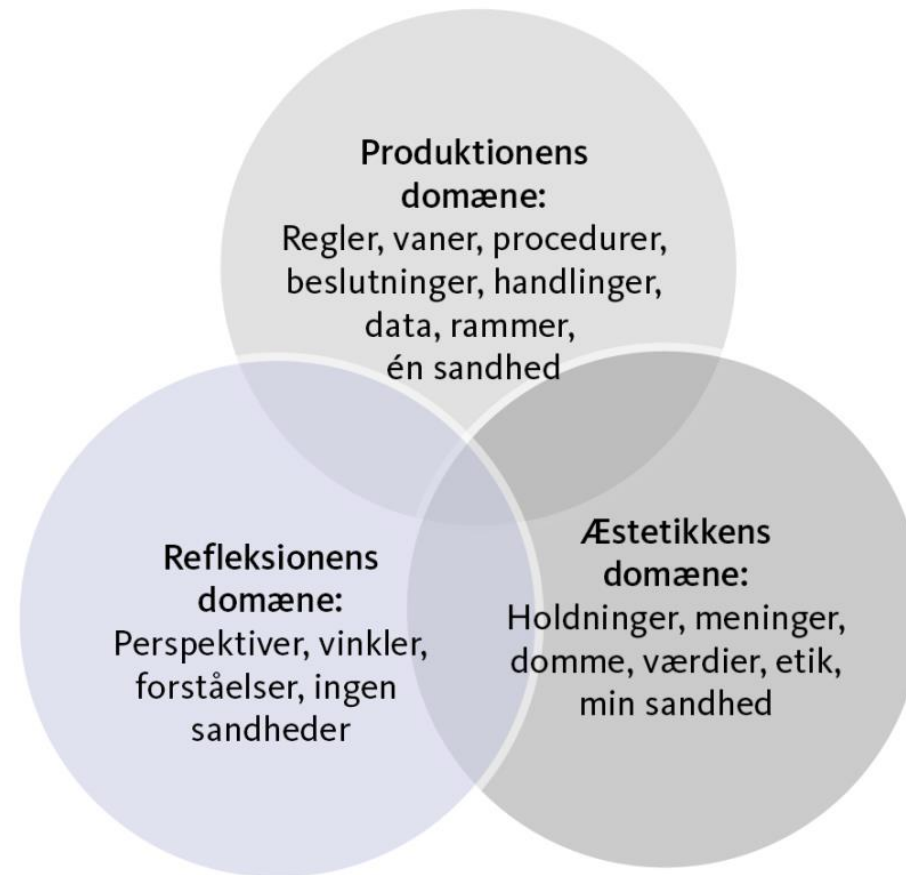 Produktionens
domæne:
Regler, vaner, procedurer,
beslutninger, handlinger,
data, rammer,
én sandhed
Refleksionens
domæne:
Perspektiver, vinkler,
forståelser, ingen
sandheder
Æstetikkens
domæne:
Holdninger, meninger,
domme, værdier, etik,
min sandhed